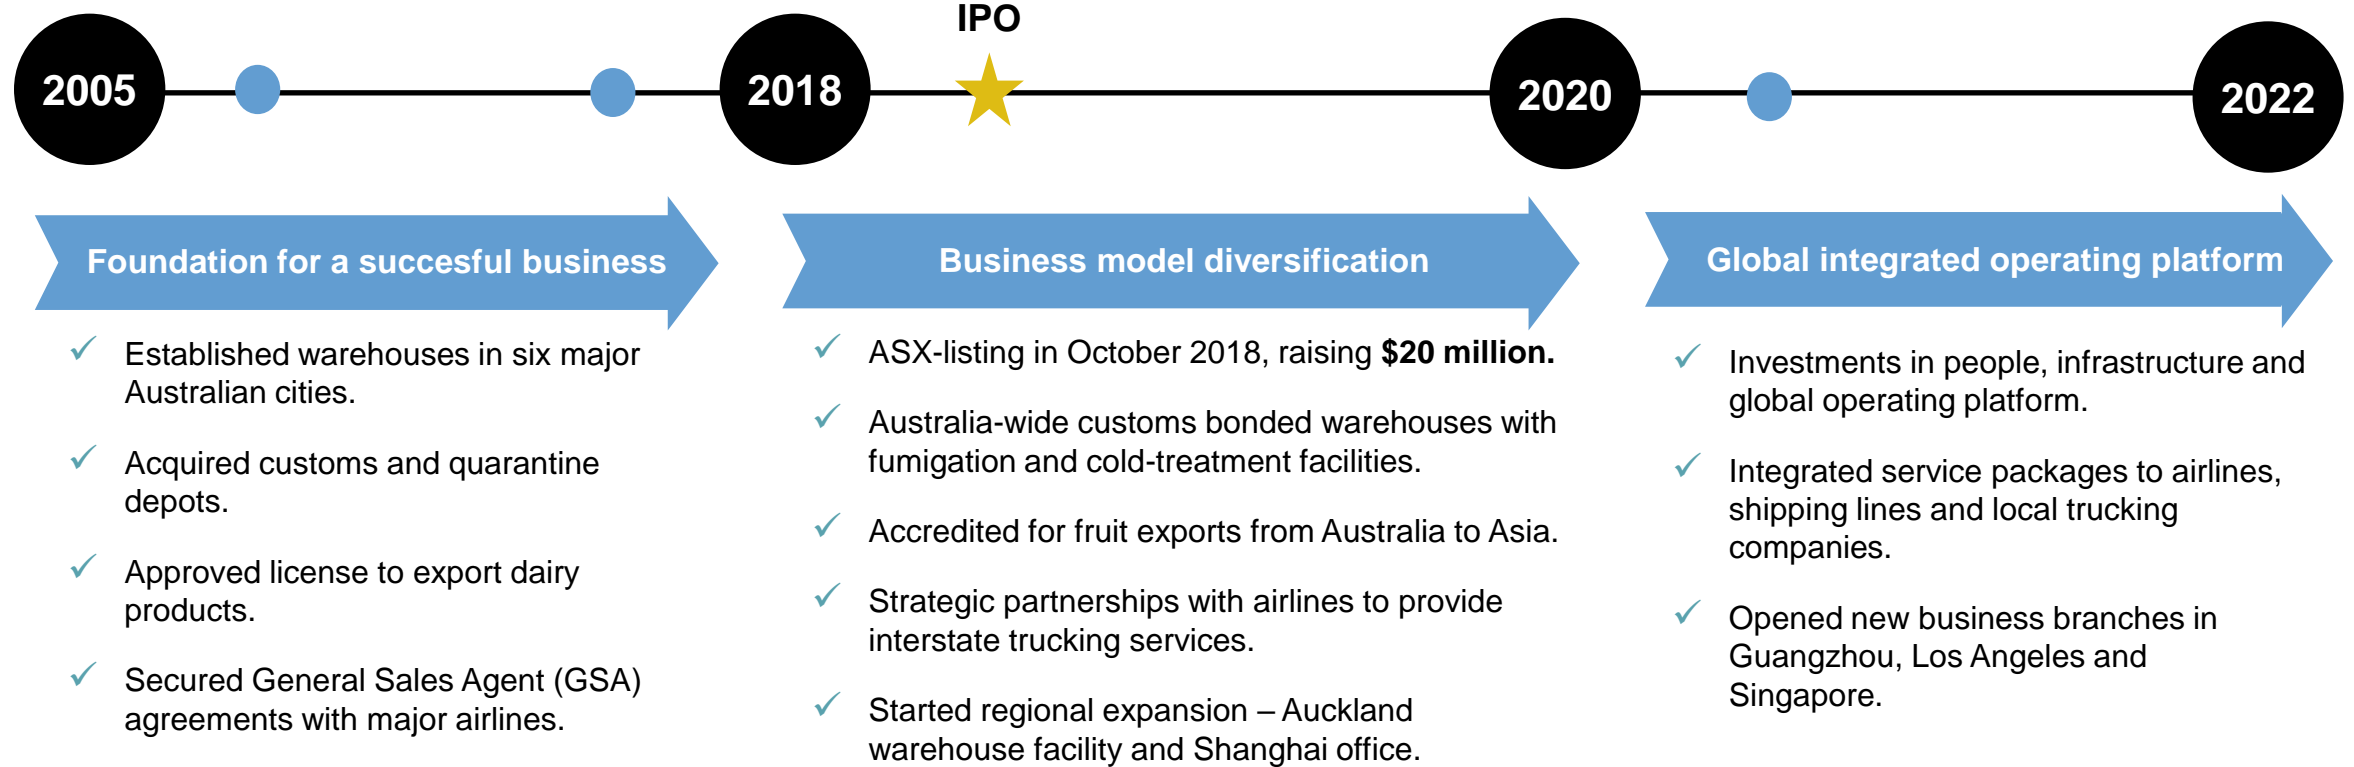 IPO
2005
2018
2020
2022
Foundation for a succesful business
Established warehouses in six major
Australian cities.
Acquired customs and quarantine
depots.
Approved license to export dairy
products.
Secured General Sales Agent (GSA)
agreements with major airlines.
Business model diversification
ASX-listing in October 2018, raising $20 million.
Australia-wide customs bonded warehouses with
fumigation and cold-treatment facilities.
Accredited for fruit exports from Australia to Asia.
Strategic partnerships with airlines to provide
interstate trucking services.
Started regional expansion – Auckland
warehouse facility and Shanghai office.
Global integrated operating platform
Investments in people, infrastructure and
global operating platform.
Integrated service packages to airlines,
shipping lines and local trucking
companies.
Opened new business branches in
Guangzhou, Los Angeles and
Singapore.